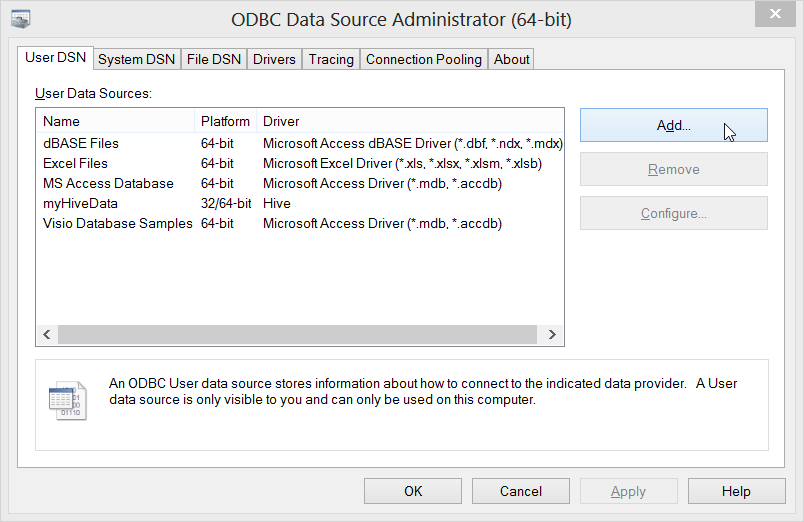 ODBC Data Source Administrator (64-bit)
User DSN System DSN File DSN Drivers Tracing Connection Pooling About
User Data Sources:
Name Platform Driver
dBASE Files 64-bit Microsoft Access dBASE Driver (*.dbf, *.ndx, *.mdx)
Excel Files 64-bit Microsoft Excel Driver (*.xls, *.xlsx, *.xlsm, *.xlsb)
MS Access Database 64-bit Microsoft Access Driver (*.mdb, *.accdb)
myHiveData 32/64-bit Hive
Visio Database Samples 64-bit Microsoft Access Driver (*.mdb, *.accdb)
Add...
Remove
Configure...
An ODBC User data source stores information about how to connect to the indicated data provider. A User
data source is only visible to you and can only be used on this computer.
OK Cancel Apply Help